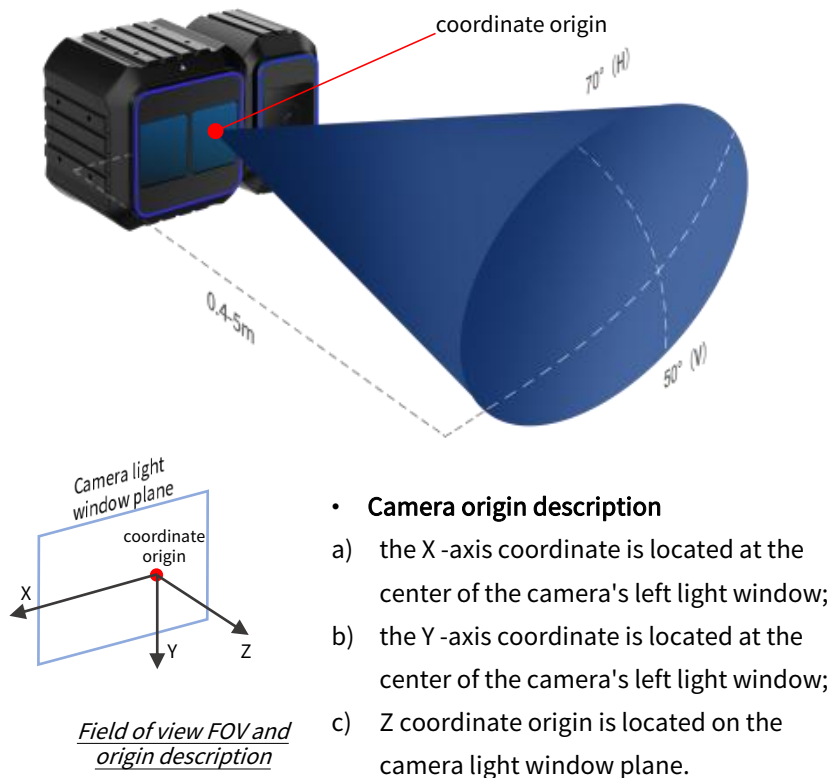 coordinate origin
70° (H)
0.4-5m
50° (V)
Camera light
window plane
coordinate
origin
X
Y
Z
Field of view FOV and
origin description
• Camera origin description
a) the X -axis coordinate is located at the
center of the camera's left light window;
b) the Y -axis coordinate is located at the
center of the camera's left light window;
c) Z coordinate origin is located on the
camera light window plane.